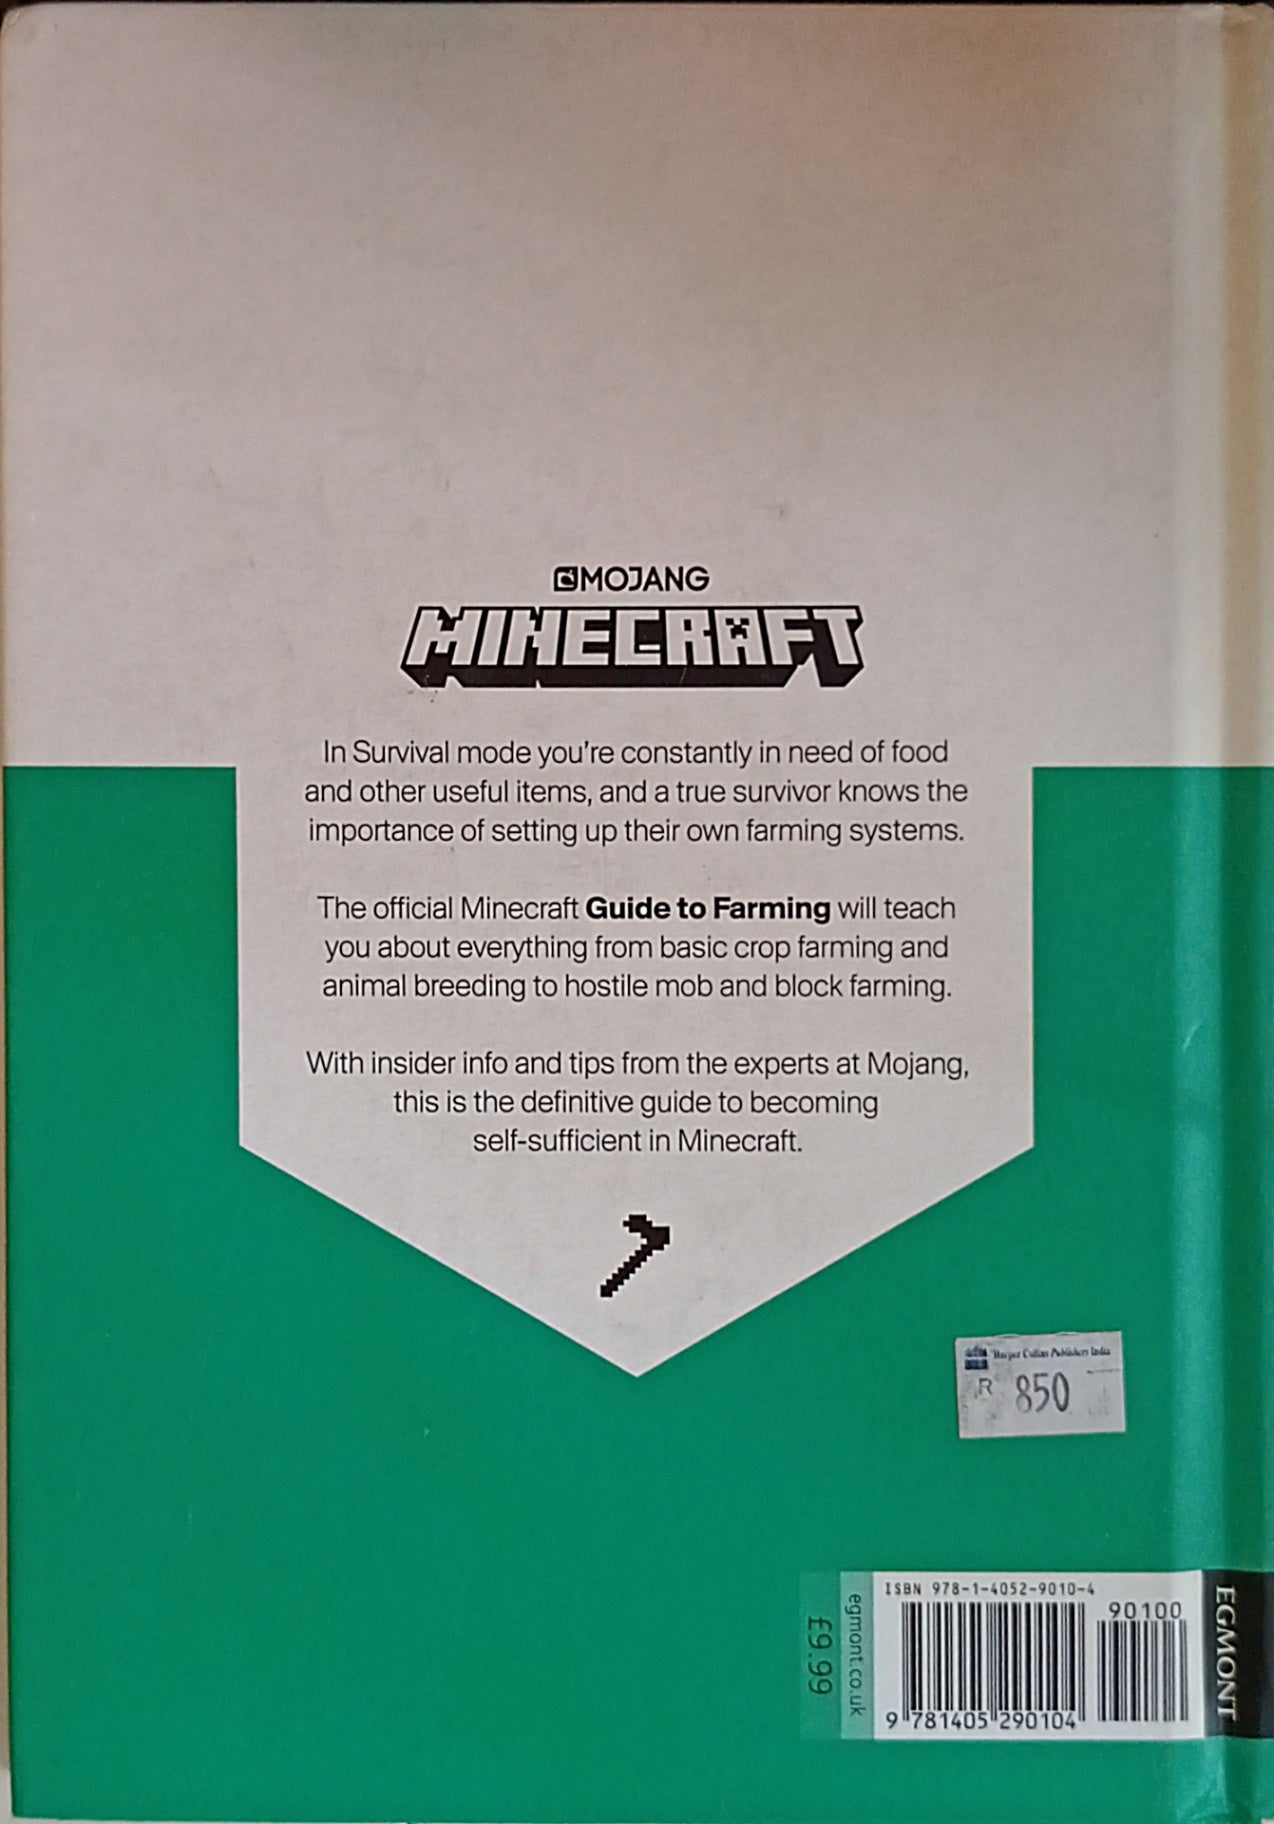 MOJANG
MINECRAFT
In Survival mode you're constantly in need of food
and other useful items, and a true survivor knows the
importance of setting up their own farming systems.
The official Minecraft Guide to Farming will teach
you about everything from basic crop farming and
animal breeding to hostile mob and block farming.
With insider info and tips from the experts at Mojang,
this is the definitive guide to becoming
self-sufficient in Minecraft.
Harper Collins Publishers India
R 850
ISBN 978-1-4052-9010-4
90100
9 781405 290104
egmont.co.uk
£9.99
EGMONT